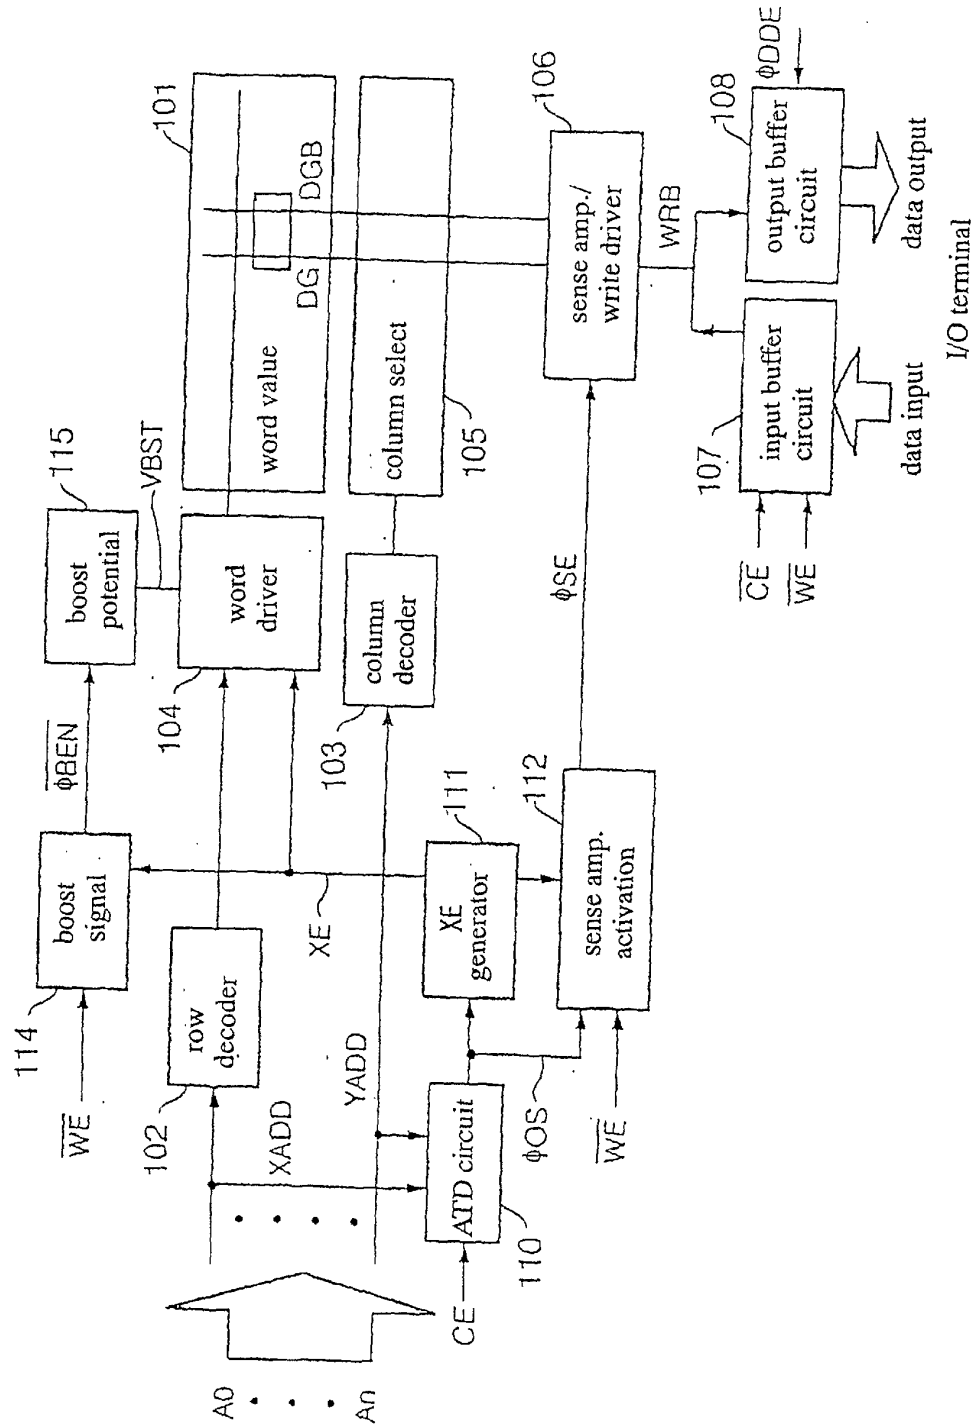 A0
An
XADD
YADD
WE
114
boost
signal
φBEN
115
boost
potential
VBST
102
row
decoder
XE
104
word
driver
101
word value
DG
DGB
103
column
decoder
column select
105
CE
110
ATD circuit
φOS
111
XE
generator
WE
112
sense amp.
activation
φSE
106
sense amp./
write driver
WRB
CE
WE
107
input buffer
circuit
data input
108
φDDE
output buffer
circuit
data output
I/O terminal